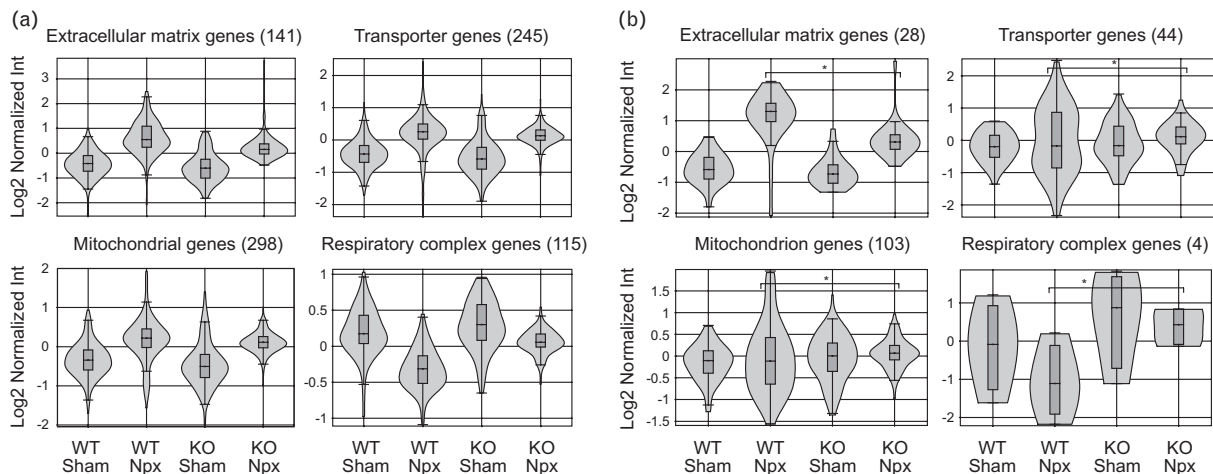 (a)
Extracellular matrix genes (141)
Log2 Normalized Int
3
2
1
0
-1
-2
Transporter genes (245)
2
1
0
-1
-2
Mitochondrial genes (298)
Log2 Normalized Int
2
1
0
-1
-2
WT Sham
WT Npx
KO Sham
KO Npx
Respiratory complex genes (115)
1
0.5
0
-0.5
-1
WT Sham
WT Npx
KO Sham
KO Npx
(b)
Extracellular matrix genes (28)
Log2 Normalized Int
*
2
1
0
-1
-2
Transporter genes (44)
*
2
1
0
-1
-2
Mitochondrion genes (103)
Log2 Normalized Int
*
1.5
1
0.5
0
-0.5
-1
-1.5
WT Sham
WT Npx
KO Sham
KO Npx
Respiratory complex genes (4)
*
1
0
-1
-2
WT Sham
WT Npx
KO Sham
KO Npx